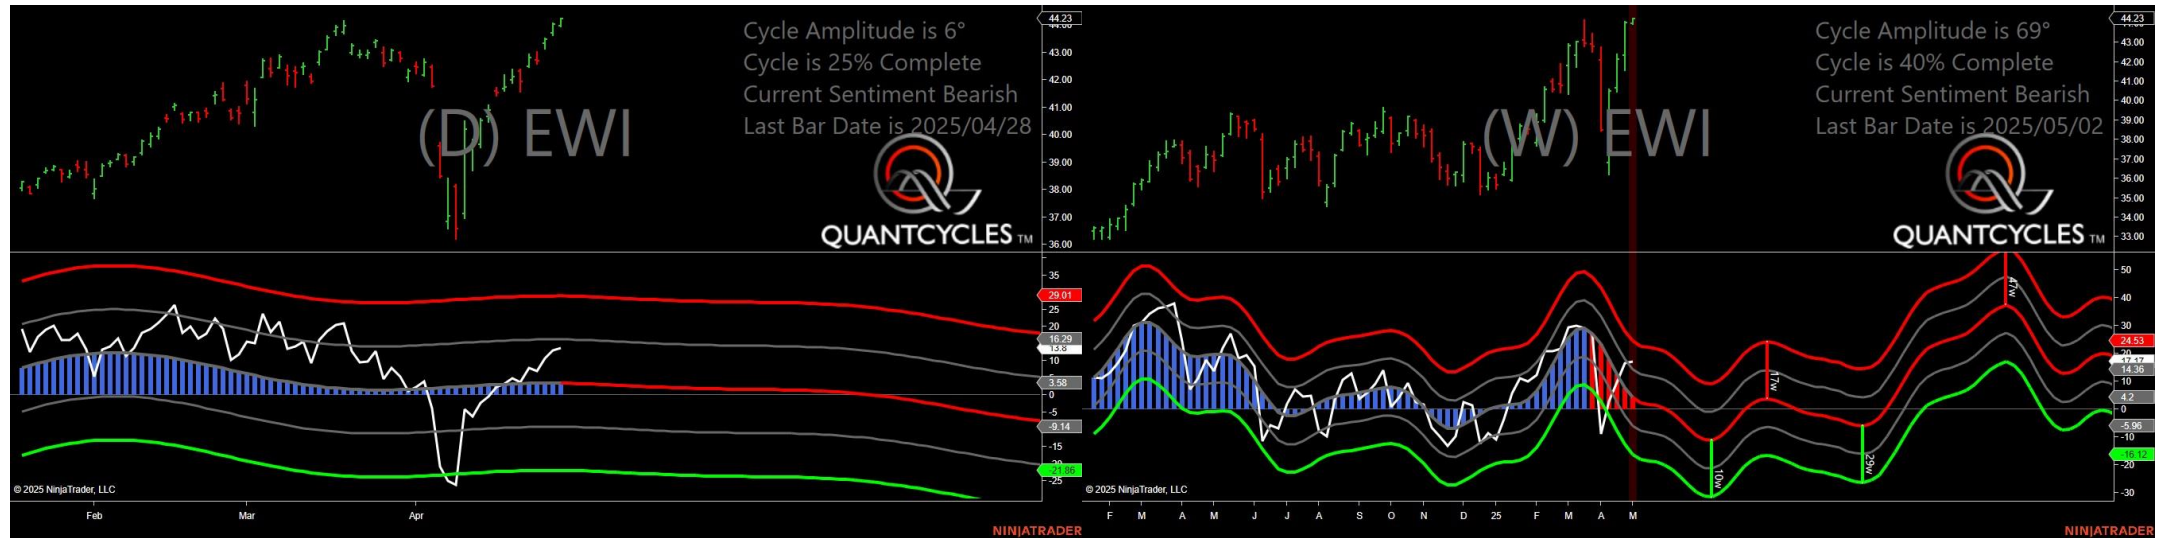 Cycle Amplitude is 6°
Cycle is 25% Complete
Current Sentiment Bearish
Last Bar Date is 2025/04/28
(D) EWI
QUANTCYCLES TM
44.23
43.00
42.00
41.00
40.00
39.00
38.00
37.00
36.00
35
29.01
25
20
16.29
13.8
10
3.58
0
-5
-9.14
-15
-21.86
-25
© 2025 NinjaTrader, LLC
Feb Mar Apr
NINJATRADER
Cycle Amplitude is 69°
Cycle is 40% Complete
Current Sentiment Bearish
Last Bar Date is 2025/05/02
(W) EWI
QUANTCYCLES TM
44.23
43.00
42.00
41.00
40.00
39.00
38.00
37.00
36.00
35.00
34.00
33.00
50
47w
40
30
24.53
17.17
14.36
17w
10
4.2
0
-5.96
-10
-16.12
-20
29w
10w
-30
© 2025 NinjaTrader, LLC
F M A M J J A S O N D 25 F M A M
NINJATRADER